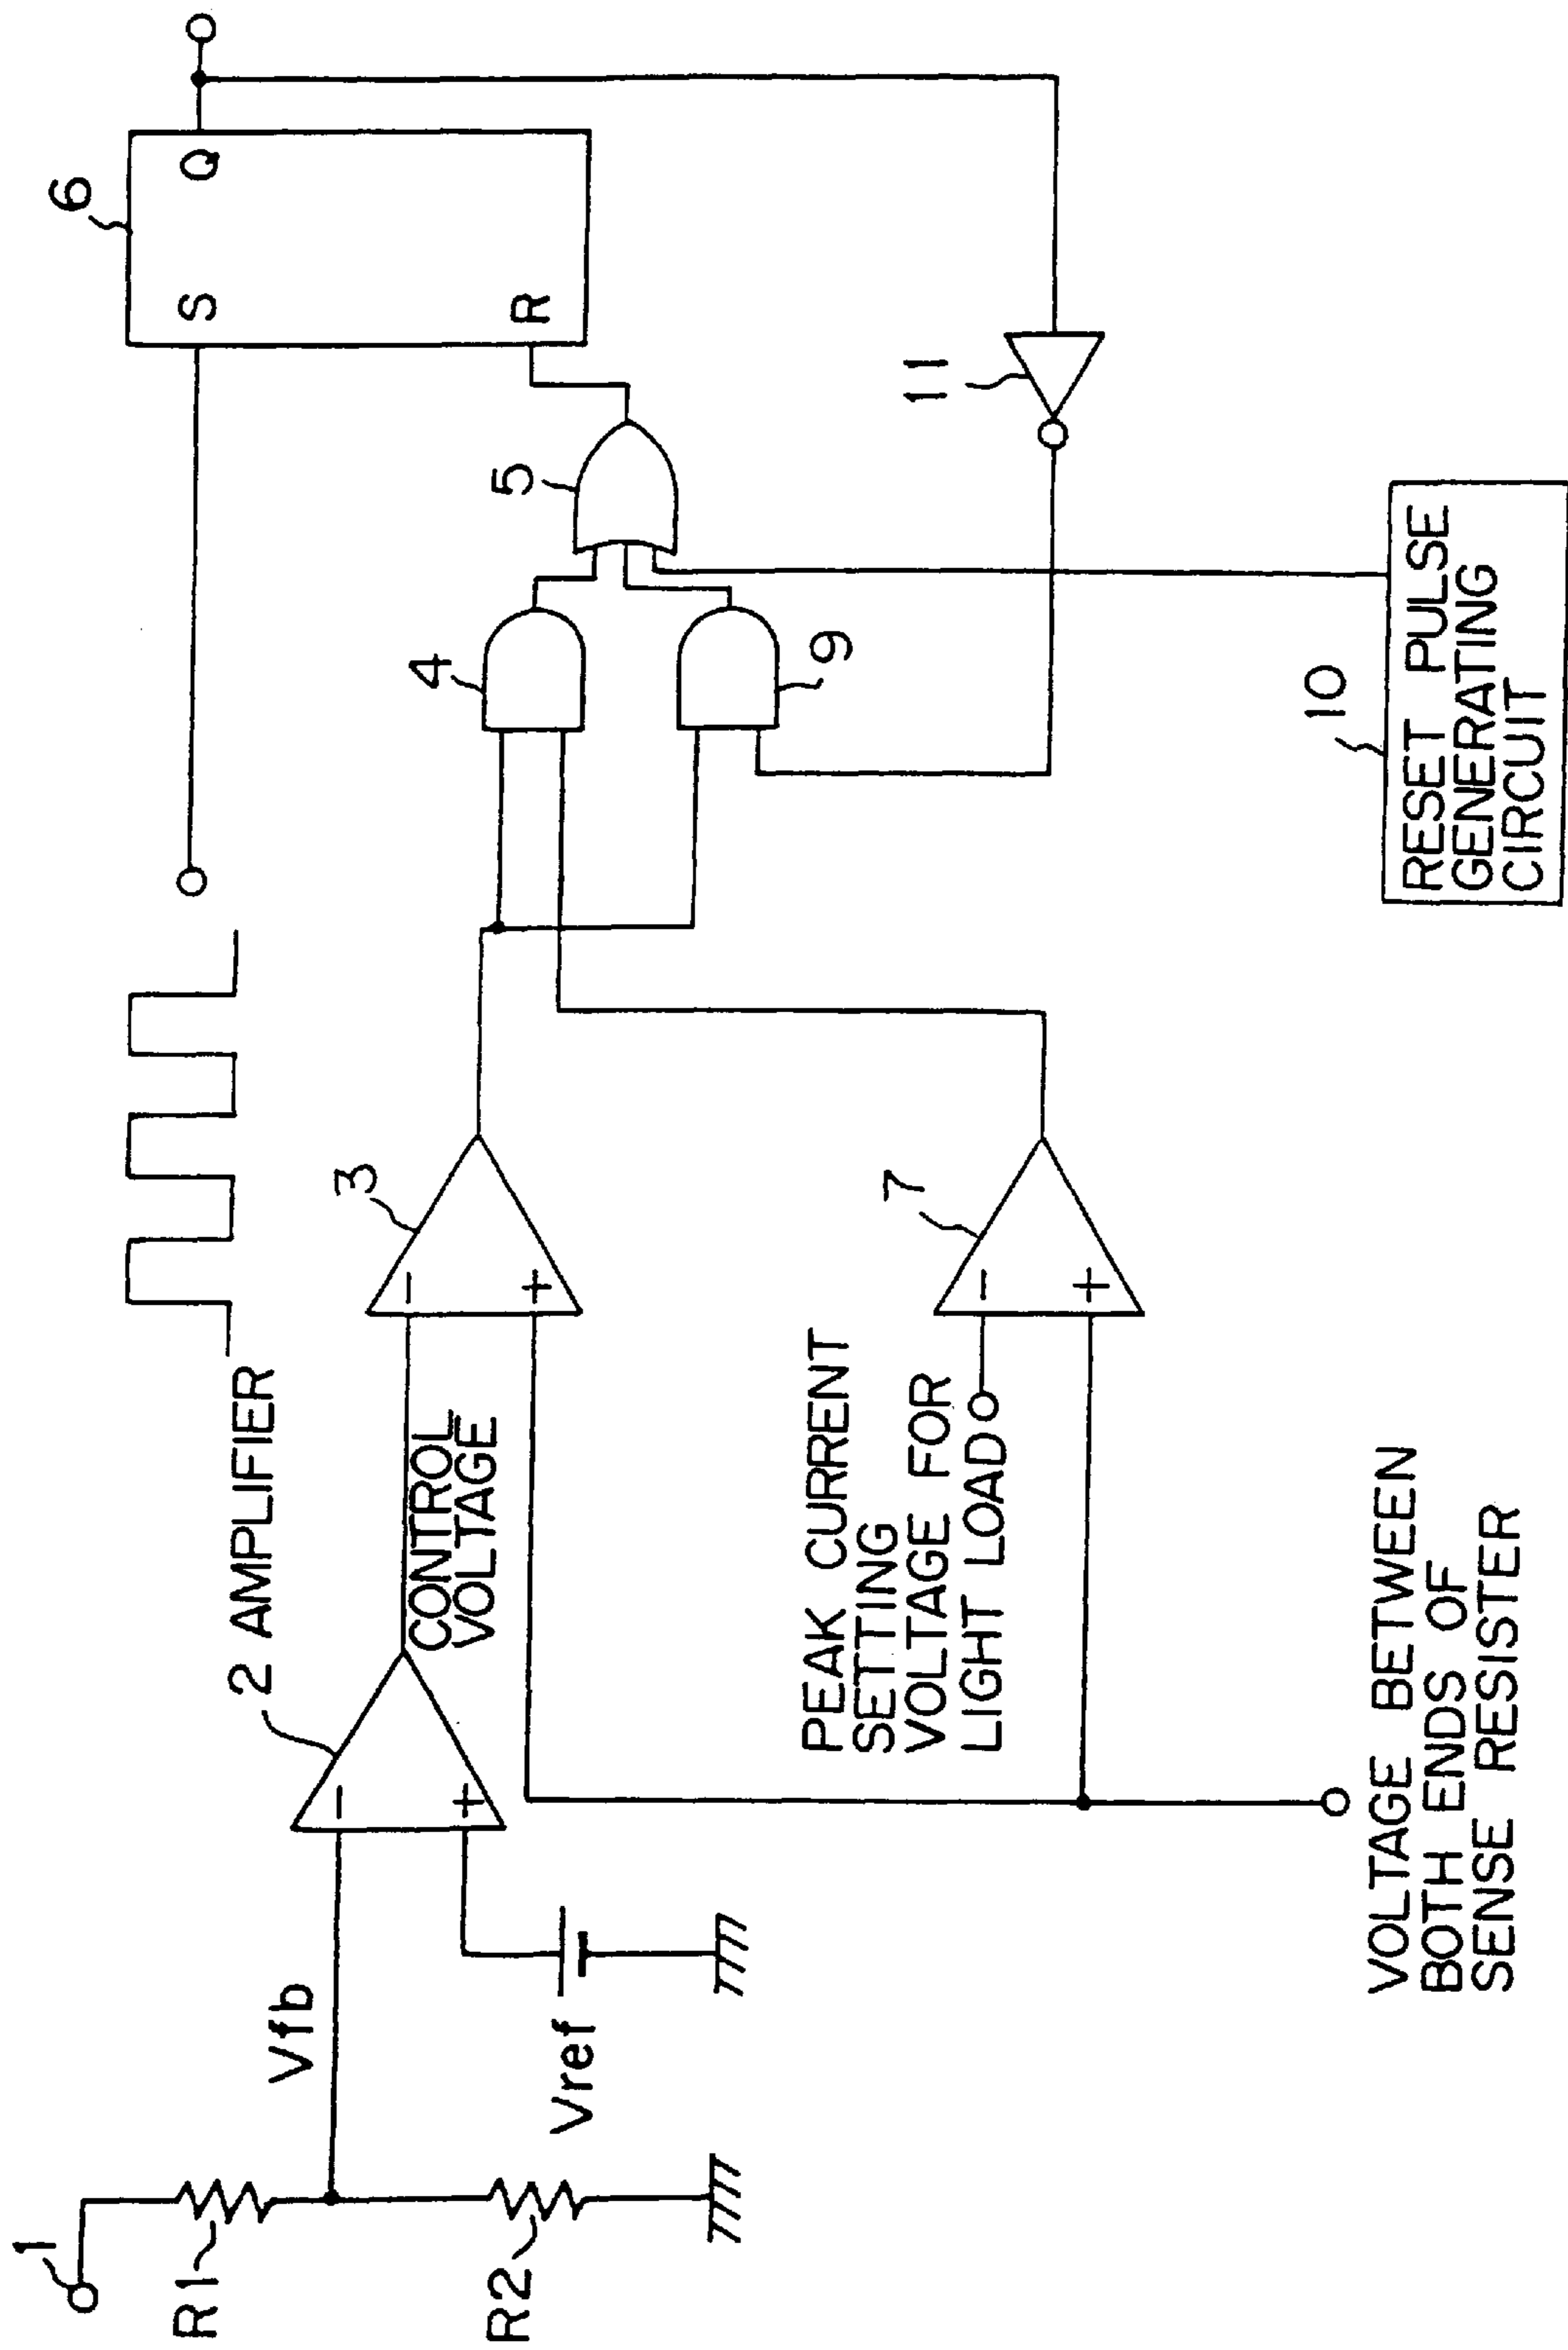 1
R1
R2
Vfb
Vref
2 AMPLIFIER
−
+
CONTROL
VOLTAGE
3
−
+
PEAK CURRENT
SETTING
VOLTAGE FOR
LIGHT LOAD
7
−
+
VOLTAGE BETWEEN
BOTH ENDS OF
SENSE RESISTER
4
9
5
6
S
Q
R
11
10
RESET PULSE
GENERATING
CIRCUIT